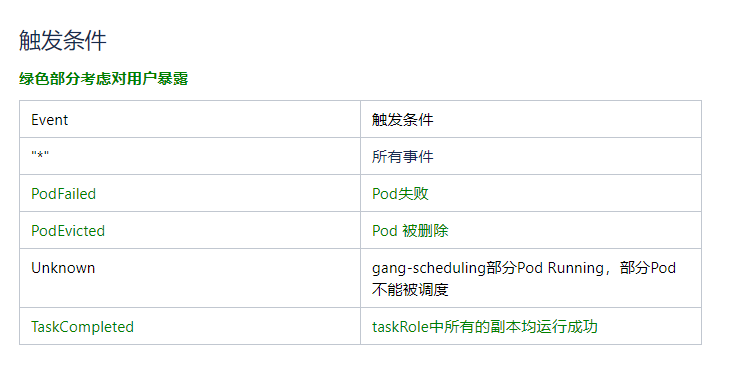 触发条件
绿色部分考虑对用户暴露
Event 触发条件
"*" 所有事件
PodFailed Pod失败
PodEvicted Pod 被删除
Unknown gang-scheduling部分Pod Running，部分Pod
不能被调度
TaskCompleted taskRole中所有的副本均运行成功